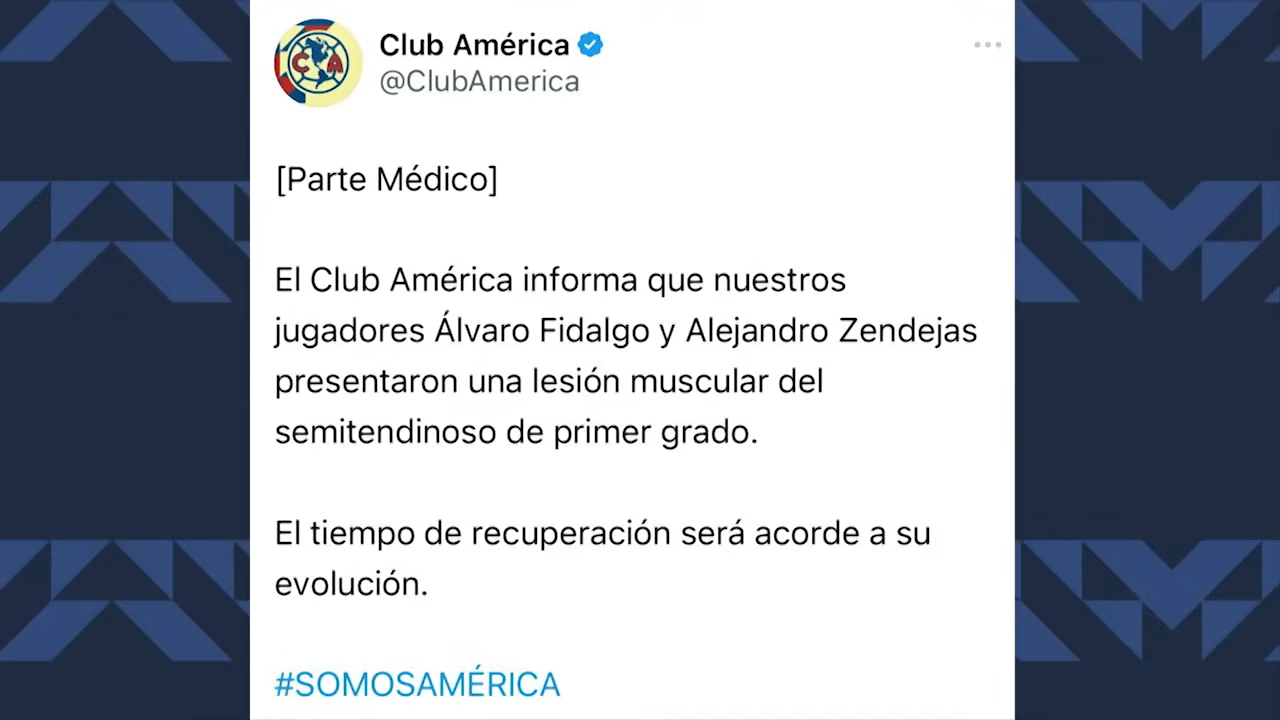 Club América
@ClubAmerica
CA
[Parte Médico]
El Club América informa que nuestros
jugadores Álvaro Fidalgo y Alejandro Zendejas
presentaron una lesión muscular del
semitendinoso de primer grado.
El tiempo de recuperación será acorde a su
evolución.
#SOMOSAMÉRICA